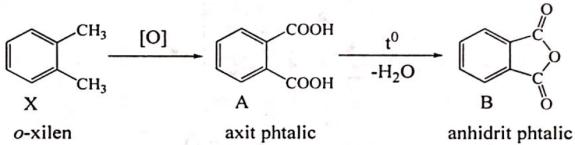 CH₃
CH₃
[O]
COOH
COOH
t⁰
-H₂O
O
C
O
C
O
X
A
B
o-xilen
axit phtalic
anhidrit phtalic